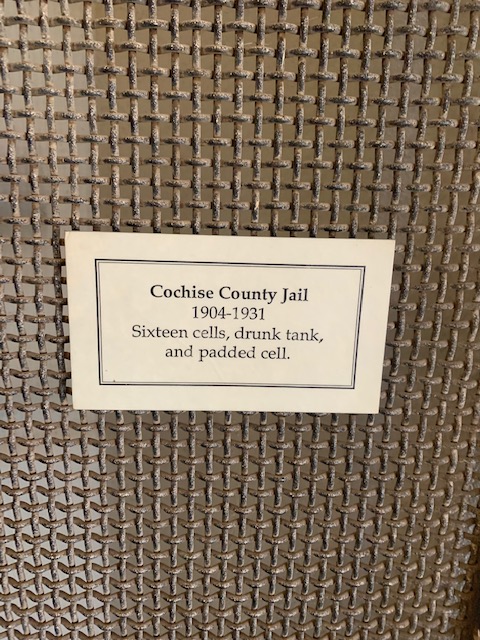 Cochise County Jail
1904-1931
Sixteen cells, drunk tank,
and padded cell.